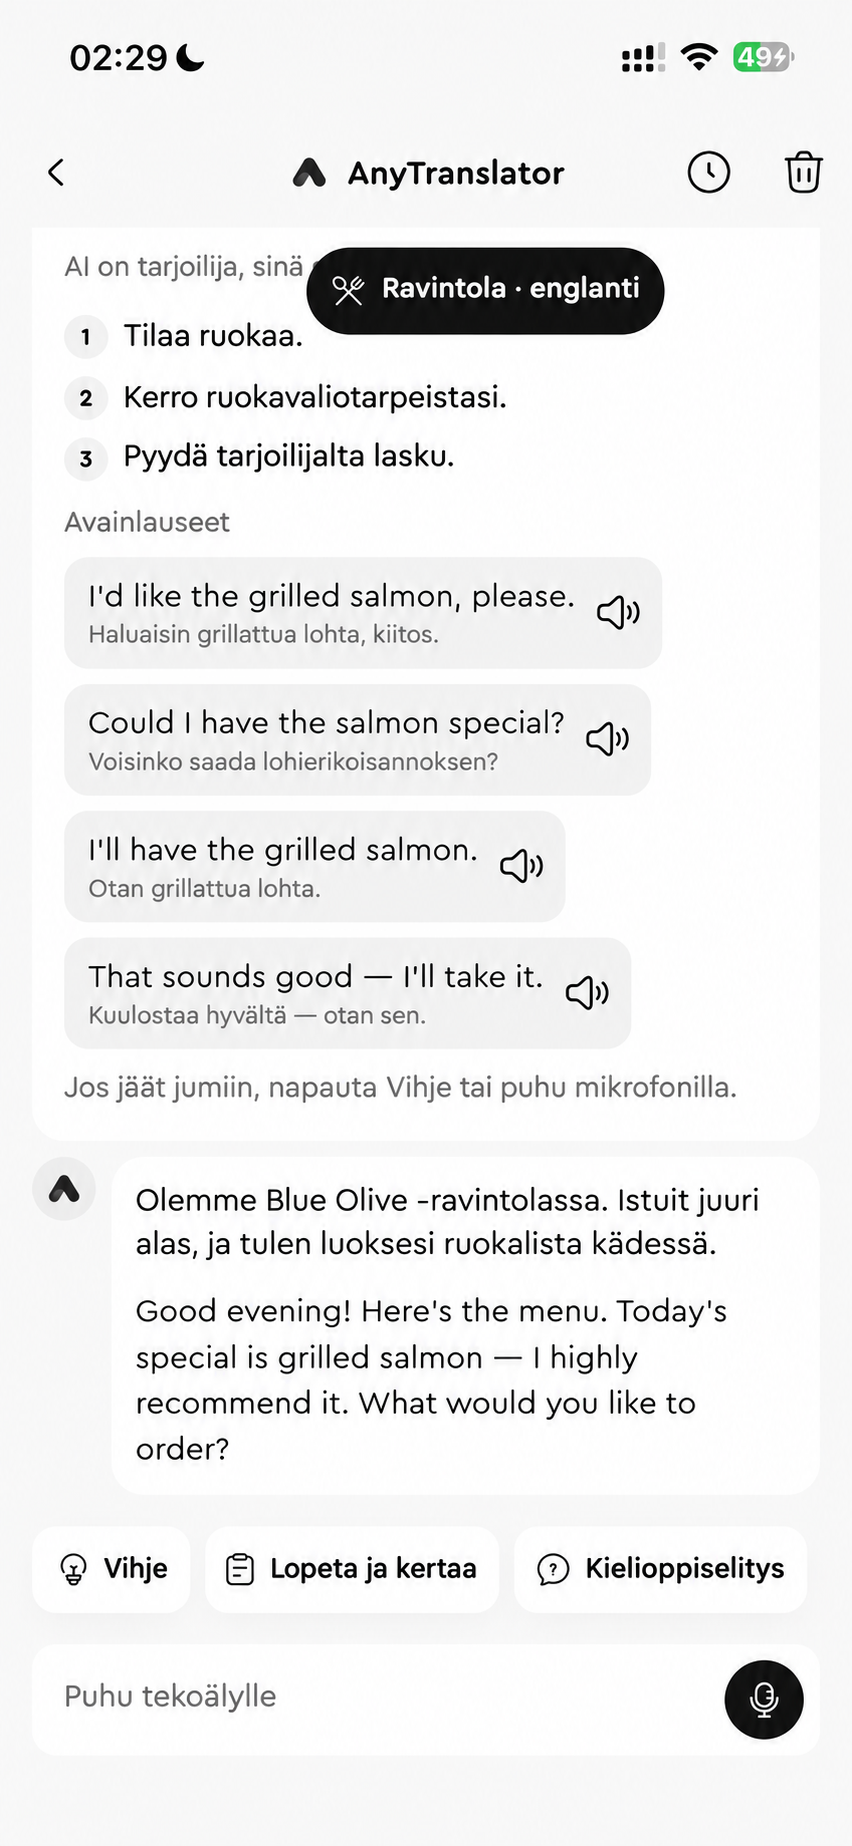 02:29
49
AnyTranslator
AI on tarjoilija, sinä
Ravintola · englanti
1 Tilaa ruokaa.
2 Kerro ruokavaliotarpeistasi.
3 Pyydä tarjoilijalta lasku.
Avainlauseet
I'd like the grilled salmon, please.
Haluaisin grillattua lohta, kiitos.
Could I have the salmon special?
Voisinko saada lohierikoisannoksen?
I'll have the grilled salmon.
Otan grillattua lohta.
That sounds good — I'll take it.
Kuulostaa hyvältä — otan sen.
Jos jäät jumiin, napauta Vihje tai puhu mikrofonilla.
Olemme Blue Olive -ravintolassa. Istuit juuri
alas, ja tulen luoksesi ruokalista kädessä.
Good evening! Here's the menu. Today's
special is grilled salmon — I highly
recommend it. What would you like to
order?
Vihje
Lopeta ja kertaa
Kielioppiselitys
Puhu tekoälylle